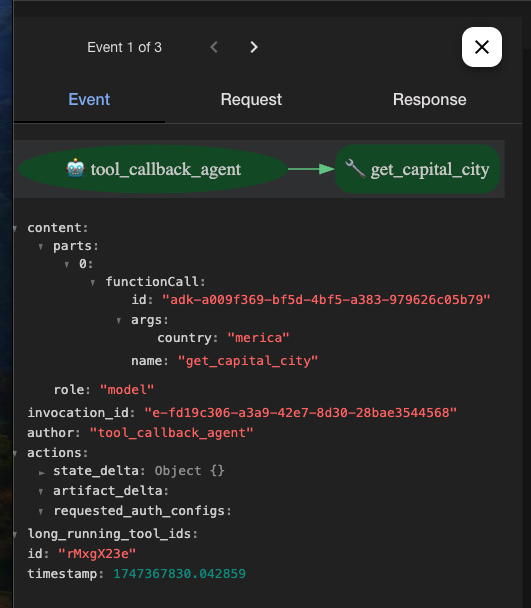 Event 1 of 3
Event
Request
Response
tool_callback_agent
get_capital_city
content:
parts:
0:
functionCall:
id: "adk-a009f369-bf5d-4bf5-a383-979626c05b79"
args:
country: "merica"
name: "get_capital_city"
role: "model"
invocation_id: "e-fd19c306-a3a9-42e7-8d30-28bae3544568"
author: "tool_callback_agent"
actions:
state_delta: Object {}
artifact_delta:
requested_auth_configs:
long_running_tool_ids:
id: "rMxgX23e"
timestamp: 1747367830.042859